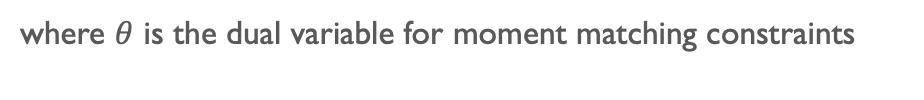 where θ is the dual variable for moment matching constraints